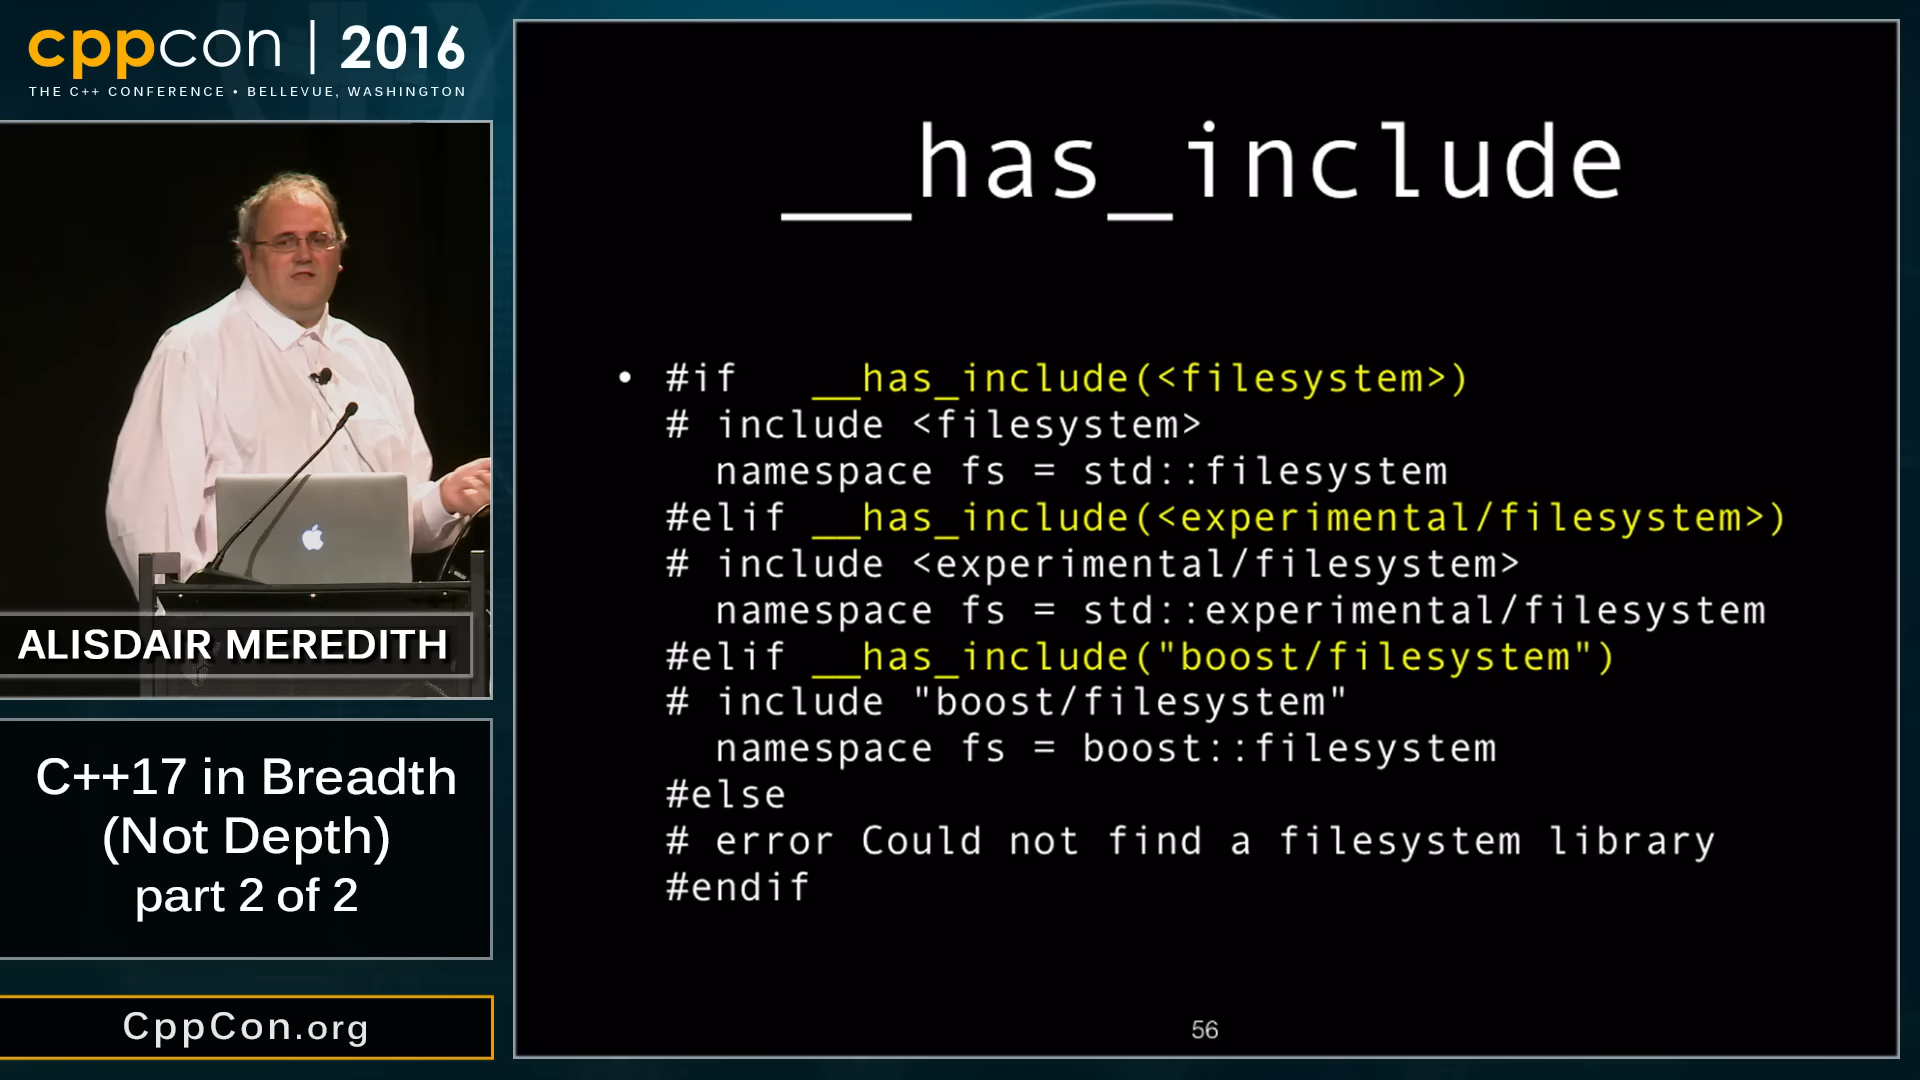 cppcon | 2016
THE C++ CONFERENCE • BELLEVUE, WASHINGTON
ALISDAIR MEREDITH
C++17 in Breadth
(Not Depth)
part 2 of 2
CppCon.org
__has_include
• #if   __has_include(<filesystem>)
# include <filesystem>
  namespace fs = std::filesystem
#elif __has_include(<experimental/filesystem>)
# include <experimental/filesystem>
  namespace fs = std::experimental/filesystem
#elif __has_include("boost/filesystem")
# include "boost/filesystem"
  namespace fs = boost::filesystem
#else
# error Could not find a filesystem library
#endif
56